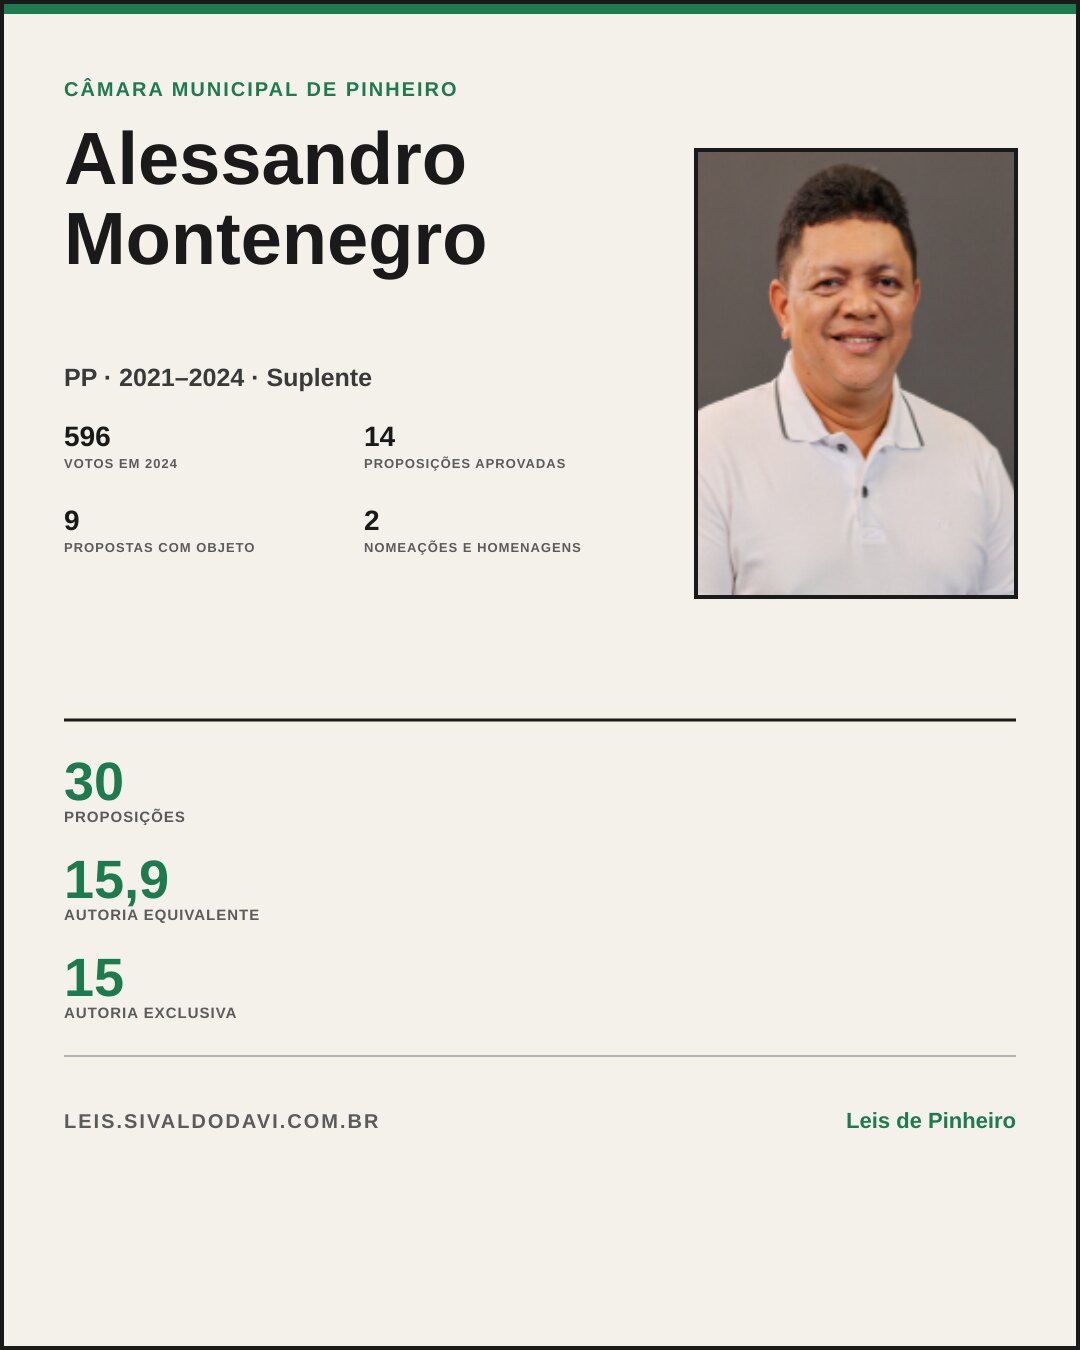 CÂMARA MUNICIPAL DE PINHEIRO
Alessandro
Montenegro
PP · 2021–2024 · Suplente
596
VOTOS EM 2024
14
PROPOSIÇÕES APROVADAS
9
PROPOSTAS COM OBJETO
2
NOMEAÇÕES E HOMENAGENS
30
PROPOSIÇÕES
15,9
AUTORIA EQUIVALENTE
15
AUTORIA EXCLUSIVA
LEIS.SIVALDODAVI.COM.BR
Leis de Pinheiro